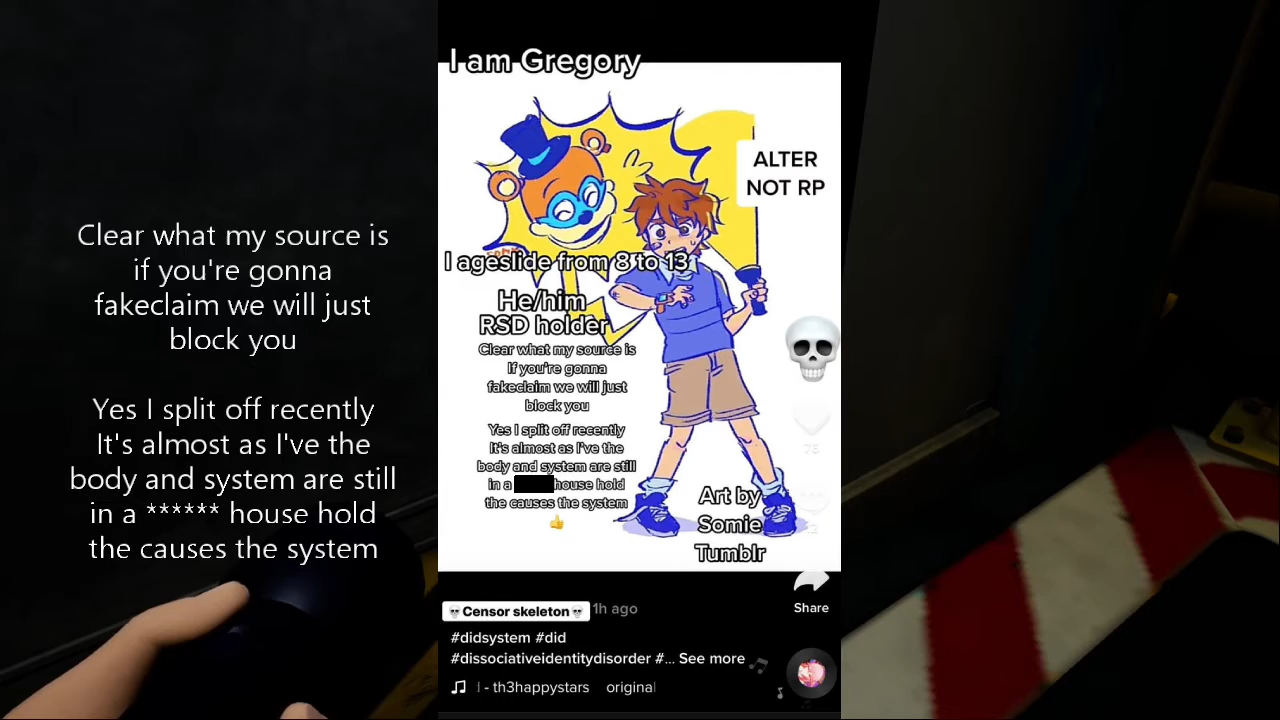 Clear what my source is
if you're gonna
fakeclaim we will just
block you
Yes I split off recently
It's almost as I've the
body and system are still
in a ****** house hold
the causes the system
I am Gregory
ALTER
NOT RP
I ageslide from 8 to 13
He/him
RSD holder
Clear what my source is
If you're gonna
fakeclaim we will just
block you
Yes I split off recently
It's almost as I've the
body and system are still
in a house hold
the causes the system
👍
Art by
Somie
Tumblr
Share
💀Censor skeleton💀 1h ago
#didsystem #did
#dissociativeidentitydisorder #... See more
l - th3happystars original